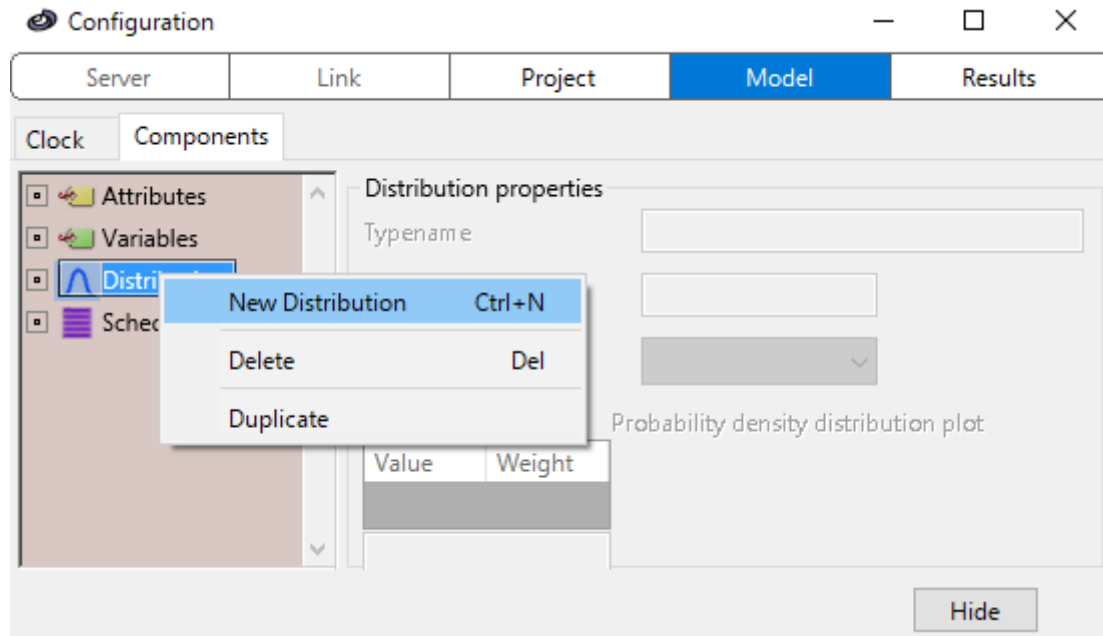 Configuration
Server Link Project Model Results
Clock Components
Attributes
Variables
Distribution properties
Typename
New Distribution Ctrl+N
Delete Del
Duplicate
Probability density distribution plot
Value Weight
Hide